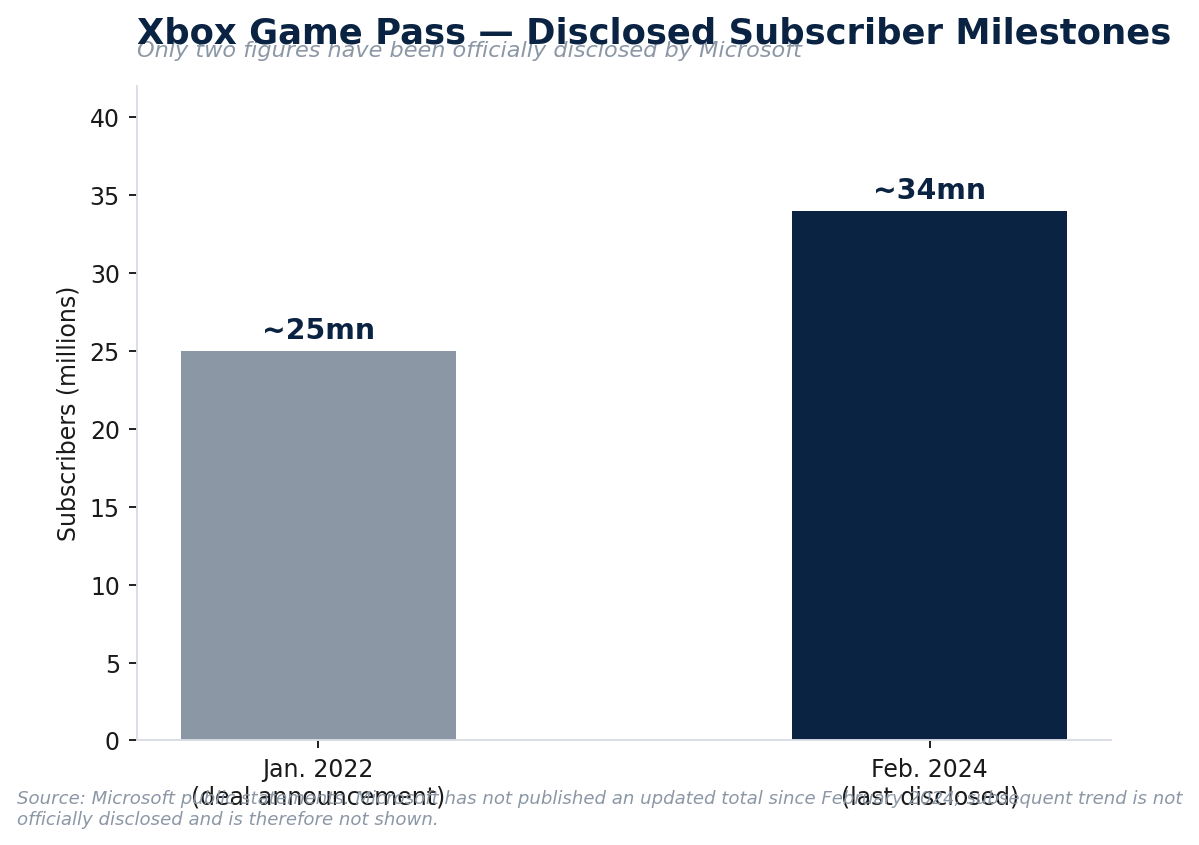 Xbox Game Pass — Disclosed Subscriber Milestones
Only two figures have been officially disclosed by Microsoft
40
35
30
25
20
15
10
5
0
Subscribers (millions)
~25mn
~34mn
Jan. 2022
(deal announcement)
Feb. 2024
(last disclosed)
Source: Microsoft public statements. Microsoft has not published an updated total since February 2024; subsequent trend is not
officially disclosed and is therefore not shown.